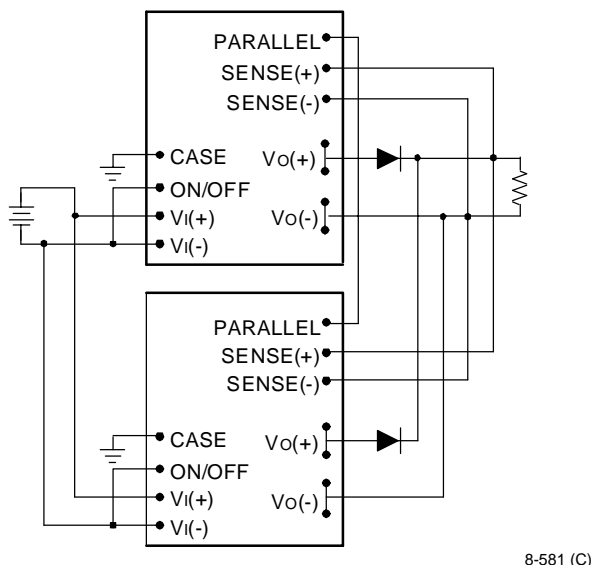 PARALLEL
SENSE(+)
SENSE(-)
CASE
VO(+)
ON/OFF
VI(+)
VO(-)
VI(-)
PARALLEL
SENSE(+)
SENSE(-)
CASE
VO(+)
ON/OFF
VI(+)
VO(-)
VI(-)
8-581 (C)